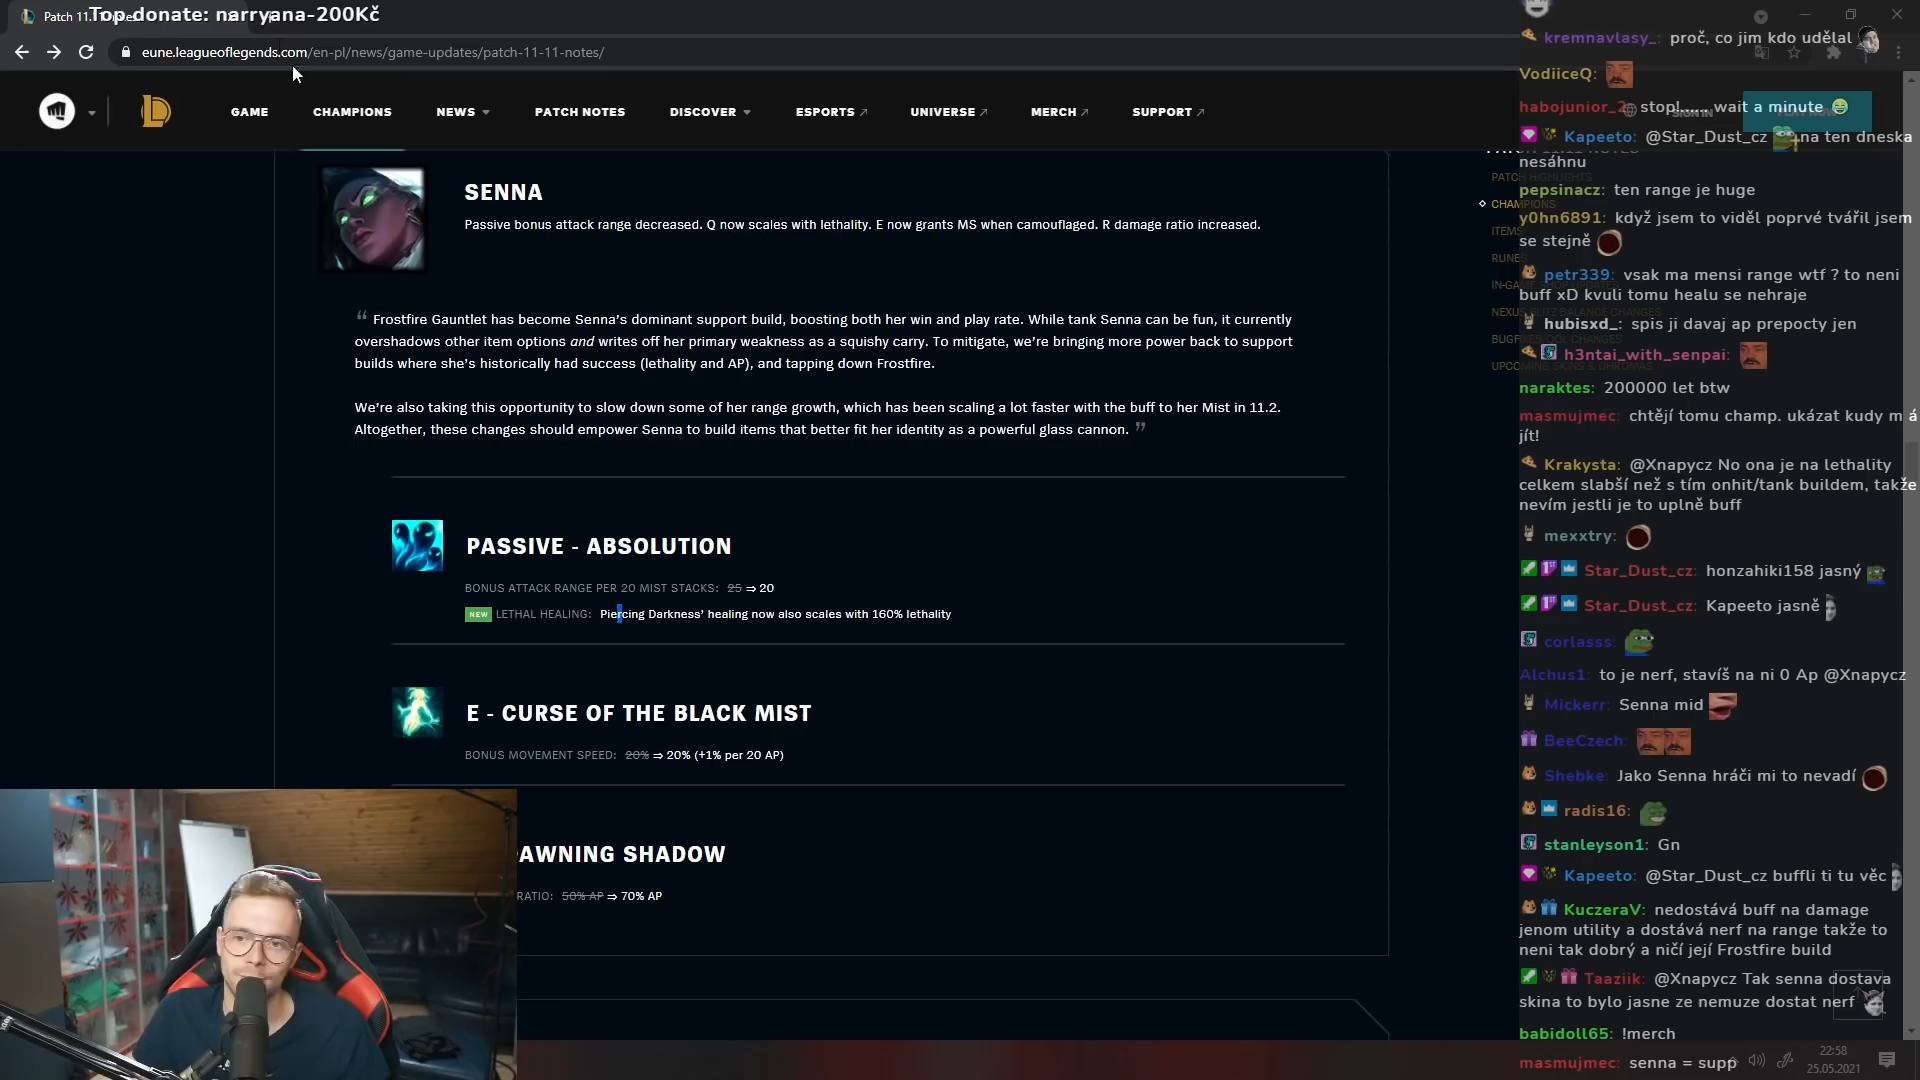 Patch 11.
Top donate: narryana-200Kč
eune.leagueoflegends.com/en-pl/news/game-updates/patch-11-11-notes/
GAME
CHAMPIONS
NEWS
PATCH NOTES
DISCOVER
ESPORTS
UNIVERSE
MERCH
SUPPORT
SIGN IN
SENNA
Passive bonus attack range decreased. Q now scales with lethality. E now grants MS when camouflaged. R damage ratio increased.
“ Frostfire Gauntlet has become Senna’s dominant support build, boosting both her win and play rate. While tank Senna can be fun, it currently
overshadows other item options and writes off her primary weakness as a squishy carry. To mitigate, we’re bringing more power back to support
builds where she’s historically had success (lethality and AP), and tapping down Frostfire.
We’re also taking this opportunity to slow down some of her range growth, which has been scaling a lot faster with the buff to her Mist in 11.2.
Altogether, these changes should empower Senna to build items that better fit her identity as a powerful glass cannon. ”
PASSIVE - ABSOLUTION
BONUS ATTACK RANGE PER 20 MIST STACKS: 25 ⇒ 20
NEW LETHAL HEALING: Piercing Darkness’ healing now also scales with 160% lethality
E - CURSE OF THE BLACK MIST
BONUS MOVEMENT SPEED: 20% ⇒ 20% (+1% per 20 AP)
AWNING SHADOW
RATIO: 50% AP ⇒ 70% AP
PATCH HIGHLIGHTS
CHAMPIONS
ITEMS
RUNES
BUGFIXES
UPCOMING SKINS & CHROMAS
kremnavlasy_: proč, co jim kdo udělal
VodiiceQ:
habojunior_2: stop!...... wait a minute
Kapeeto: @Star_Dust_cz na ten dneska
nesáhnu
pepsinacz: ten range je huge
y0hn6891: když jsem to viděl poprvé tvářil jsem
se stejně
petr339: vsak ma mensi range wtf ? to neni
buff xD kvuli tomu healu se nehraje
hubisxd_: spis ji davaj ap prepocty jen
h3ntai_with_senpai:
naraktes: 200000 let btw
masmujmec: chtějí tomu champ. ukázat kudy m á
jít!
Krakysta: @Xnapycz No ona je na lethality
celkem slabší než s tím onhit/tank buildem, takže
nevím jestli je to uplně buff
mexxtry:
Star_Dust_cz: honzahiki158 jasný
Star_Dust_cz: Kapeeto jasně
corlasss:
Alchus1: to je nerf, stavíš na ni 0 Ap @Xnapycz
Mickerr: Senna mid
BeeCzech:
Shebke: Jako Senna hráči mi to nevadí
radis16:
stanleyson1: Gn
Kapeeto: @Star_Dust_cz buffli ti tu věc
KuczeraV: nedostává buff na damage
jenom utility a dostává nerf na range takže to
neni tak dobrý a ničí její Frostfire build
Taaziik: @Xnapycz Tak senna dostava
skina to bylo jasne ze nemuze dostat nerf
babidoll65: !merch
masmujmec: senna = supp
22:58
25.05.2021